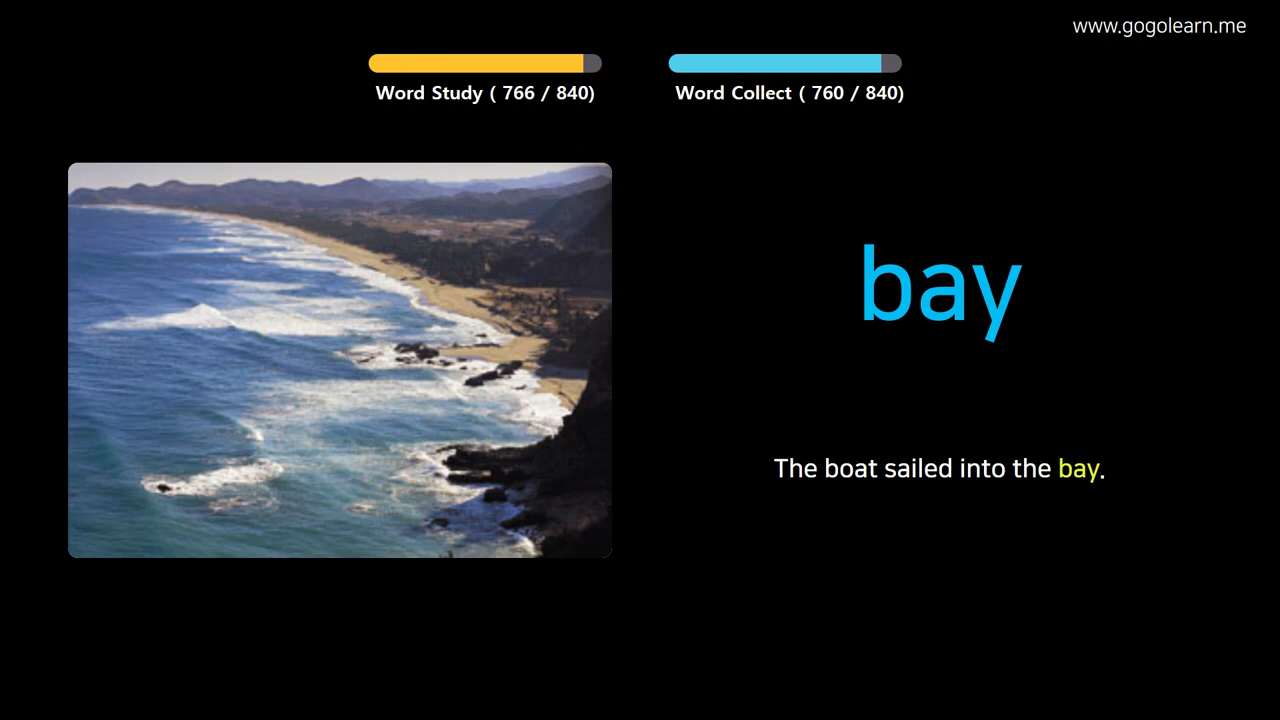 www.gogolearn.me
Word Study ( 766 / 840)
Word Collect ( 760 / 840)
bay
The boat sailed into the bay.